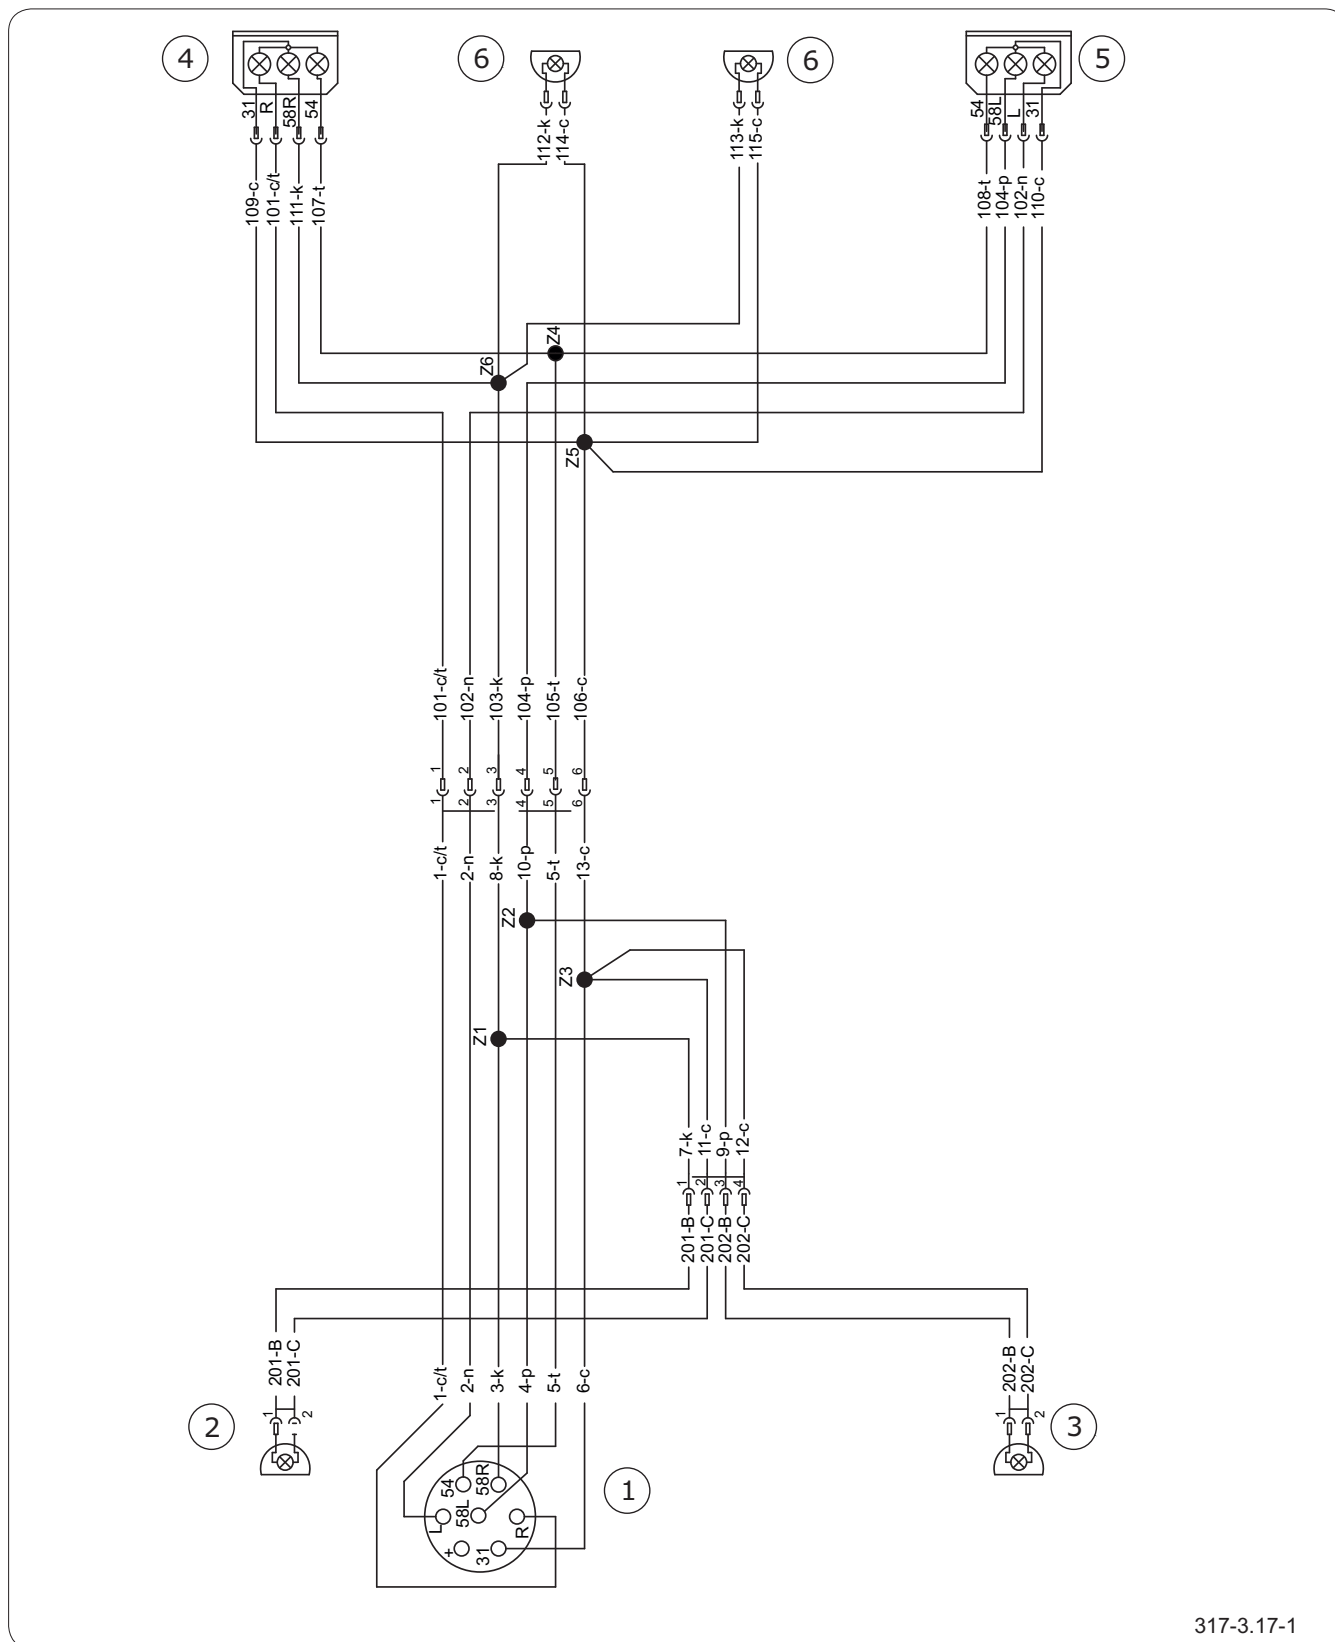 4
6
6
5
31
R
58R
54
54
58L
L
31
112-k
114-c
113-k
115-c
109-c
101-c/t
111-k
107-t
108-t
104-p
102-n
110-c
Z4
Z6
Z5
101-c/t
102-n
103-k
104-p
105-t
106-c
1
2
3
4
5
6
1
2
3
4
5
6
1-c/t
2-n
8-k
10-p
5-t
13-c
Z2
Z3
Z1
7-k
11-c
9-p
12-c
1
2
3
4
201-B
201-C
202-B
202-C
201-B
201-C
202-B
202-C
1-c/t
2-n
3-k
4-p
5-t
6-c
1
2
1
2
2
3
54
58R
1
58L
L
R
+
31
317-3.17-1